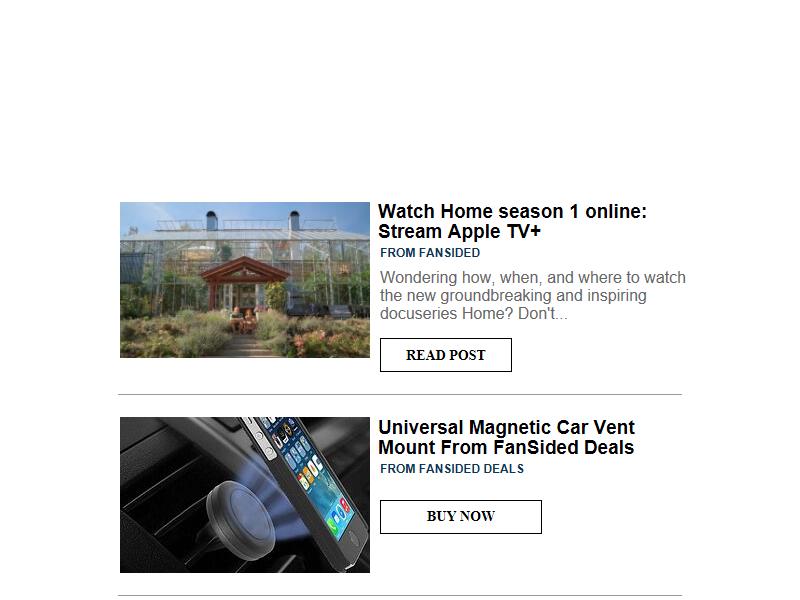 Watch Home season 1 online:
Stream Apple TV+
FROM FANSIDED
Wondering how, when, and where to watch
the new groundbreaking and inspiring
docuseries Home? Don't...
READ POST
Universal Magnetic Car Vent
Mount From FanSided Deals
FROM FANSIDED DEALS
BUY NOW